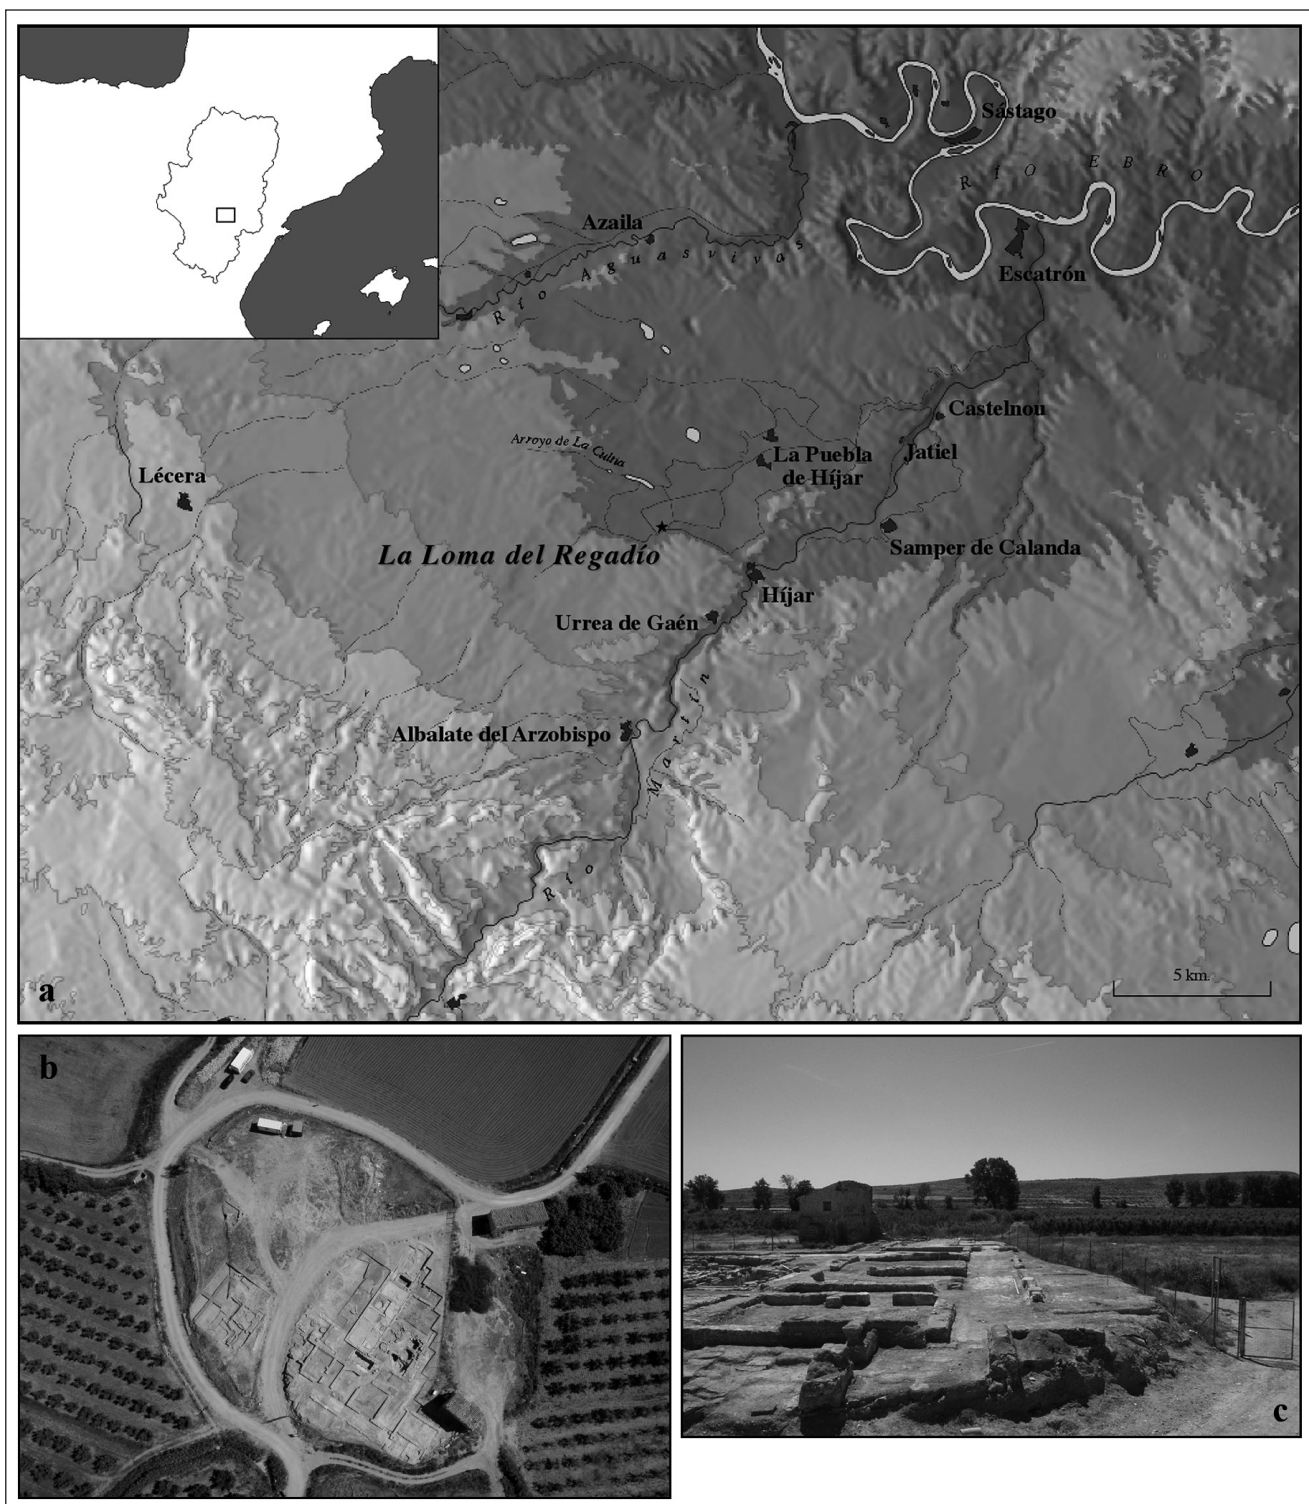 Sástago
Río EBRO
Azaila
Río Aguasvivas
Escatrón
Castelnou
Arroyo de La Cultia
La Puebla
de Híjar
Jatiel
Lécera
La Loma del Regadío
Samper de Calanda
Híjar
Urrea de Gaén
Albalate del Arzobispo
Río Martín
5 km.
a
b
c